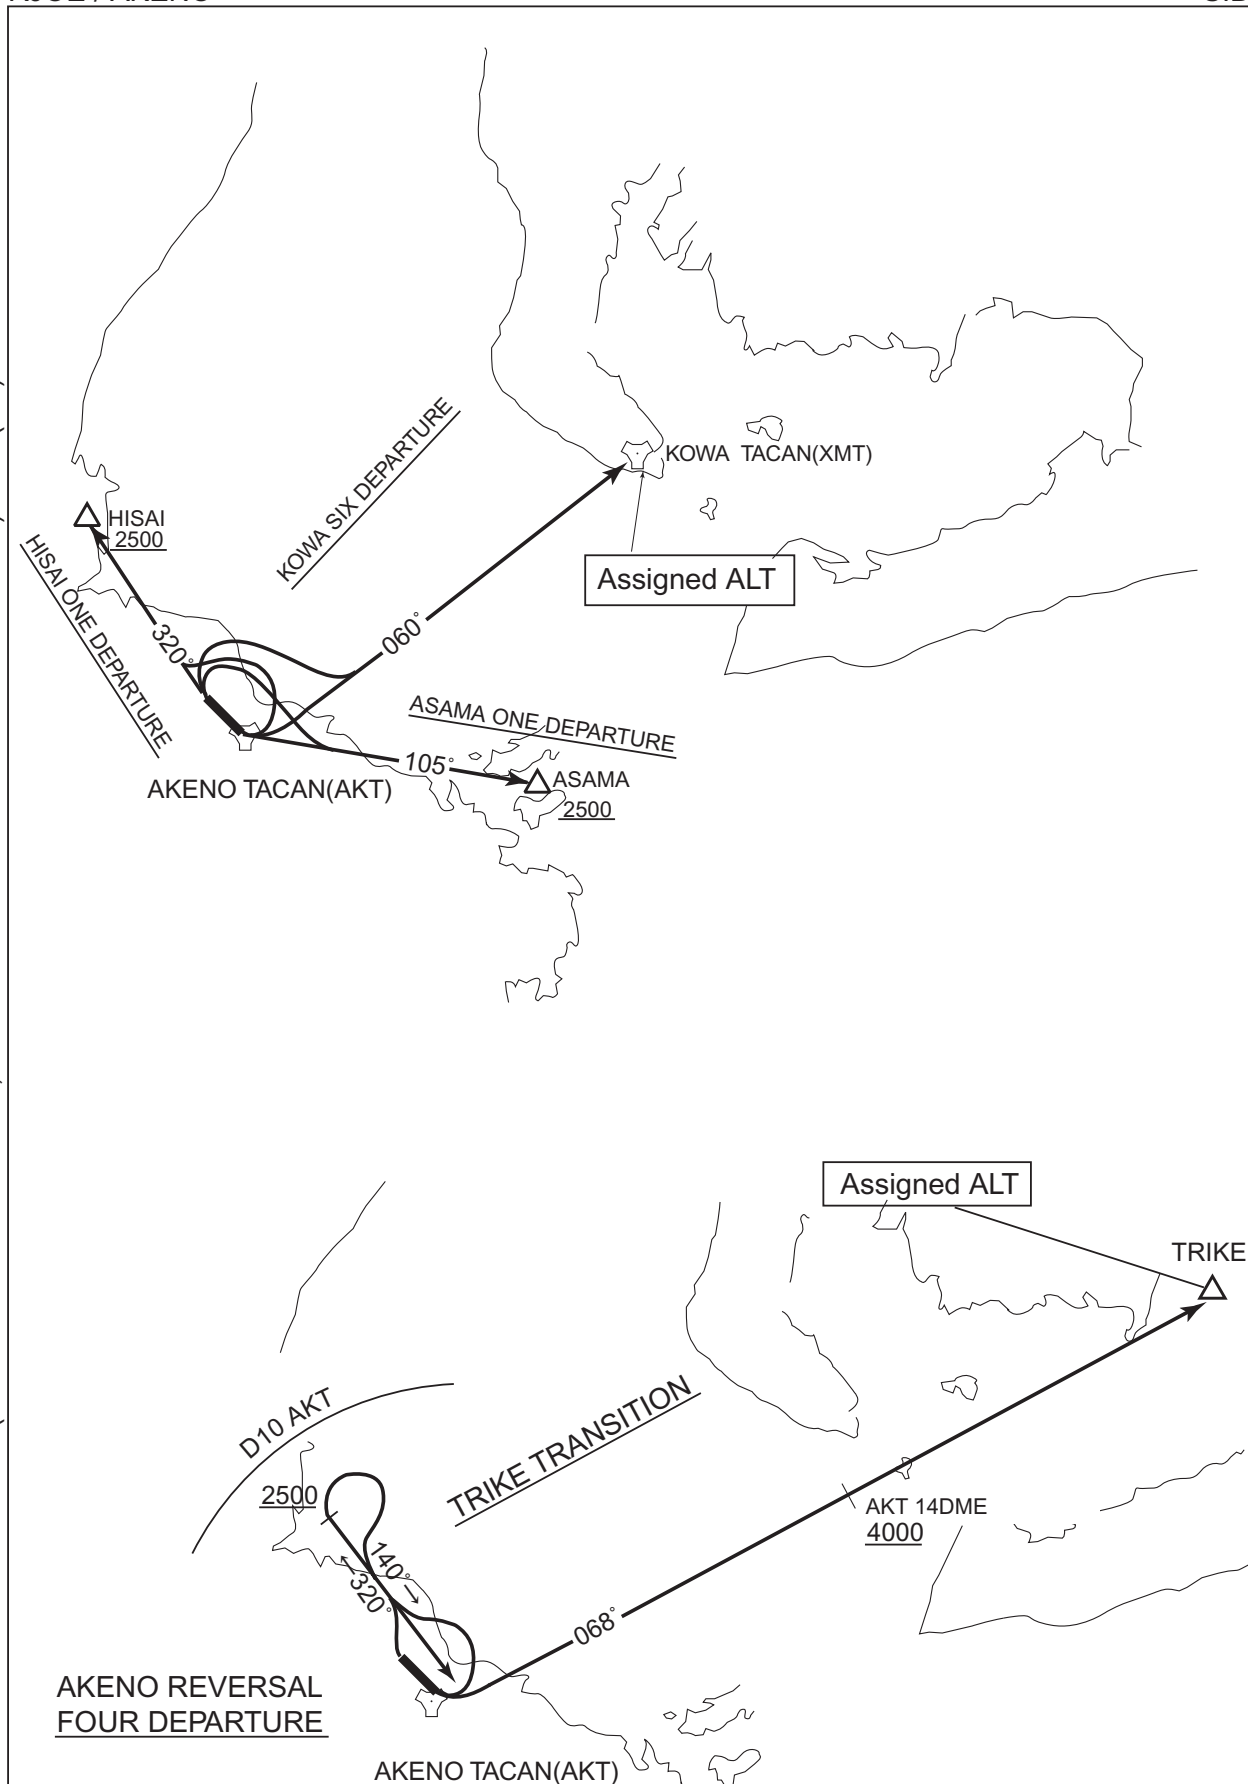 KOWA SIX DEPARTURE
KOWA TACAN(XMT)
HISAI
2500
HISAI ONE DEPARTURE
Assigned ALT
320°
060°
ASAMA ONE DEPARTURE
105°
AKENO TACAN(AKT)
ASAMA
2500
Assigned ALT
TRIKE
D10 AKT
TRIKE TRANSITION
2500
AKT 14DME
4000
140°
320°
068°
AKENO REVERSAL
FOUR DEPARTURE
AKENO TACAN(AKT)